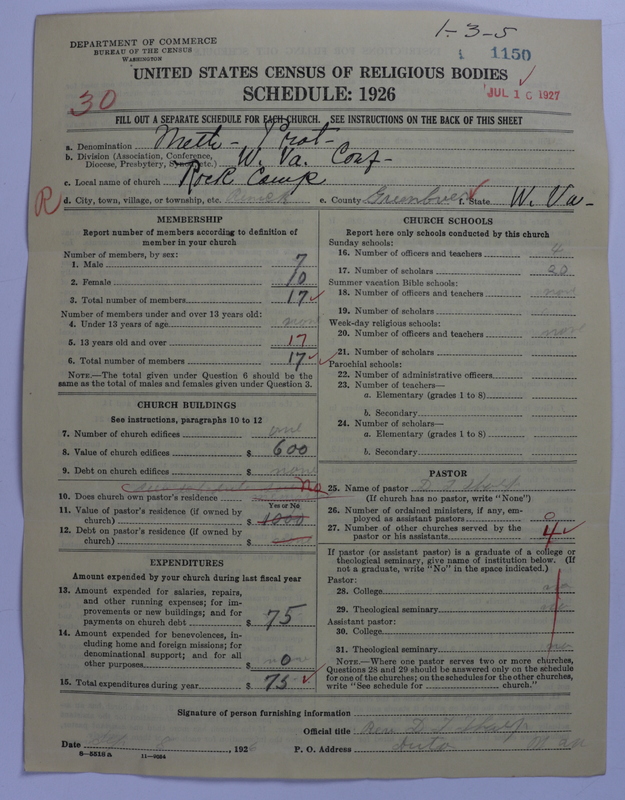 1-3-5
DEPARTMENT OF COMMERCE
BUREAU OF THE CENSUS
WASHINGTON
1 1150
UNITED STATES CENSUS OF RELIGIOUS BODIES
30
SCHEDULE: 1926
JUL 16 1927
FILL OUT A SEPARATE SCHEDULE FOR EACH CHURCH. SEE INSTRUCTIONS ON THE BACK OF THIS SHEET
a. Denomination Meth- Prot-
b. Division (Association, Conference, Diocese, Presbytery, Synod, etc.) W. Va. Conf-
c. Local name of church Rock Camp
R
d. City, town, village, or township, etc. e. County f. State W. Va-
MEMBERSHIP
Report number of members according to definition of member in your church
Number of members, by sex:
1. Male 7
2. Female 10
3. Total number of members 17
Number of members under and over 13 years old:
4. Under 13 years of age none
5. 13 years old and over 17
6. Total number of members 17
NOTE.—The total given under Question 6 should be the
same as the total of males and females given under Question 3.
CHURCH BUILDINGS
See instructions, paragraphs 10 to 12
7. Number of church edifices one
8. Value of church edifices $ 600
9. Debt on church edifices $ none
10. Does church own pastor's residence No
Yes or No
11. Value of pastor's residence (if owned by
church) $ 1000
12. Debt on pastor's residence (if owned by
church) $
EXPENDITURES
Amount expended by your church during last fiscal year
13. Amount expended for salaries, repairs,
and other running expenses; for im-
provements or new buildings; and for
payments on church debt $ 75
14. Amount expended for benevolences, in-
cluding home and foreign missions; for
denominational support; and for all
other purposes $ 0
15. Total expenditures during year $ 75
CHURCH SCHOOLS
Report here only schools conducted by this church
Sunday schools:
16. Number of officers and teachers 4
17. Number of scholars 20
Summer vacation Bible schools:
18. Number of officers and teachers none
19. Number of scholars
Week-day religious schools:
20. Number of officers and teachers none
21. Number of scholars
Parochial schools:
22. Number of administrative officers
23. Number of teachers—
a. Elementary (grades 1 to 8)
b. Secondary
24. Number of scholars—
a. Elementary (grades 1 to 8)
b. Secondary
PASTOR
25. Name of pastor
(If church has no pastor, write "None")
26. Number of ordained ministers, if any, em-
ployed as assistant pastors 0
27. Number of other churches served by the
pastor or his assistants 4
If pastor (or assistant pastor) is a graduate of a college or
theological seminary, give name of institution below. (If
not a graduate, write "No" in the space indicated.)
Pastor:
28. College
29. Theological seminary
Assistant pastor:
30. College
31. Theological seminary
NOTE.—Where one pastor serves two or more churches,
Questions 28 and 29 should be answered only on the schedule
for one of the churches; on the schedules for the other churches,
write "See schedule for church."
Signature of person furnishing information
Official title Rev.
Date , 1926 P. O. Address
8-5516a 11-9084